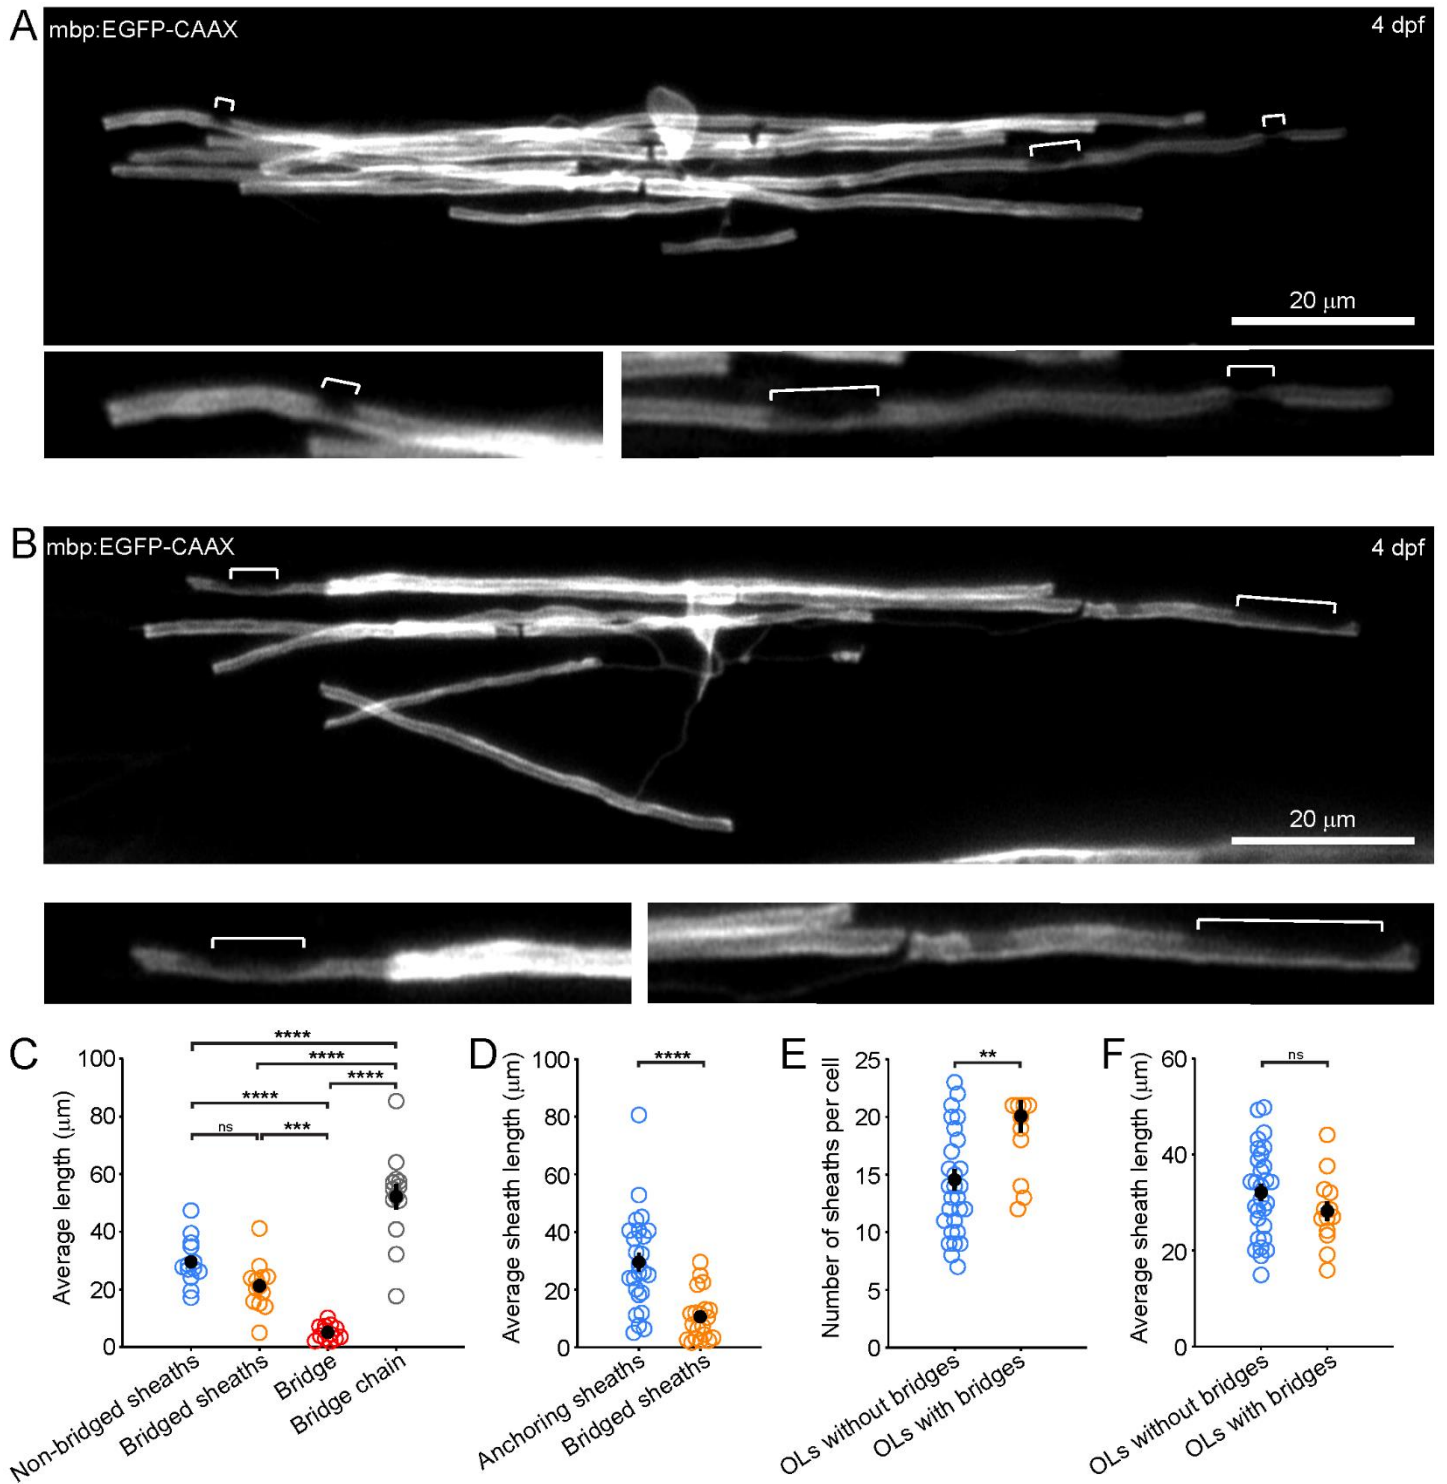 A
mbp:EGFP-CAAX
4 dpf
20 μm
B
mbp:EGFP-CAAX
4 dpf
20 μm
C
Average length (μm)
100
80
60
40
20
0
****
****
****
****
ns
***
Non-bridged sheaths
Bridged sheaths
Bridge
Bridge chain
D
Average sheath length (μm)
100
80
60
40
20
0
****
Anchoring sheaths
Bridged sheaths
E
Number of sheaths per cell
25
20
15
10
5
0
**
OLs without bridges
OLs with bridges
F
Average sheath length (μm)
60
40
20
0
ns
OLs without bridges
OLs with bridges